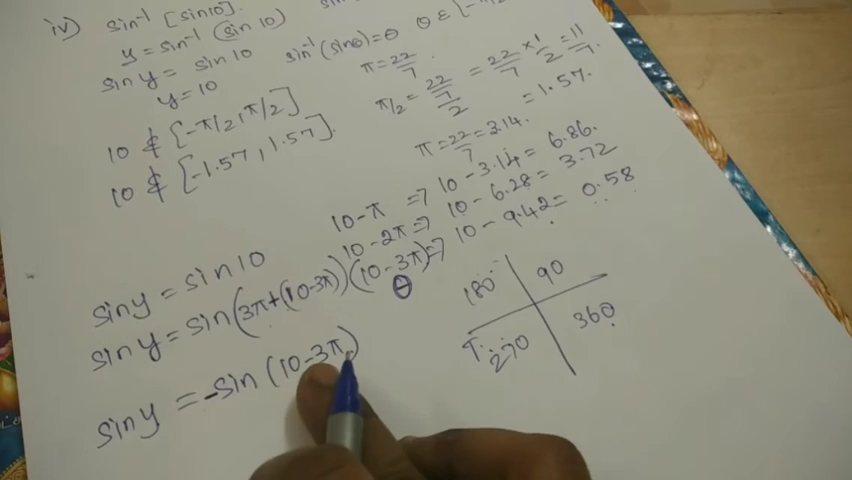 iv) sin⁻¹ [sin10].
y = sin⁻¹ (sin 10)
sin y = sin 10
y = 10
sin⁻¹ (sinθ) = θ θ ∈ [-π/2
10 ∉ [-π/2, π/2]
10 ∉ [-1.57, 1.57].
π = 22/7
π/2 = 22/7/2 = 22/7 × 1/2 = 11/7.
= 1.57.
π = 22/7 = 3.14.
10-π ⇒ 10 - 3.14 = 6.86.
10-2π ⇒ 10 - 6.28 = 3.72
(10-3π) ⇒ 10 - 9.42 = 0.58
θ
sin y = sin 10
sin y = sin (3π + (10-3π))
sin y = -sin (10-3π)
180 90
T. 270 360